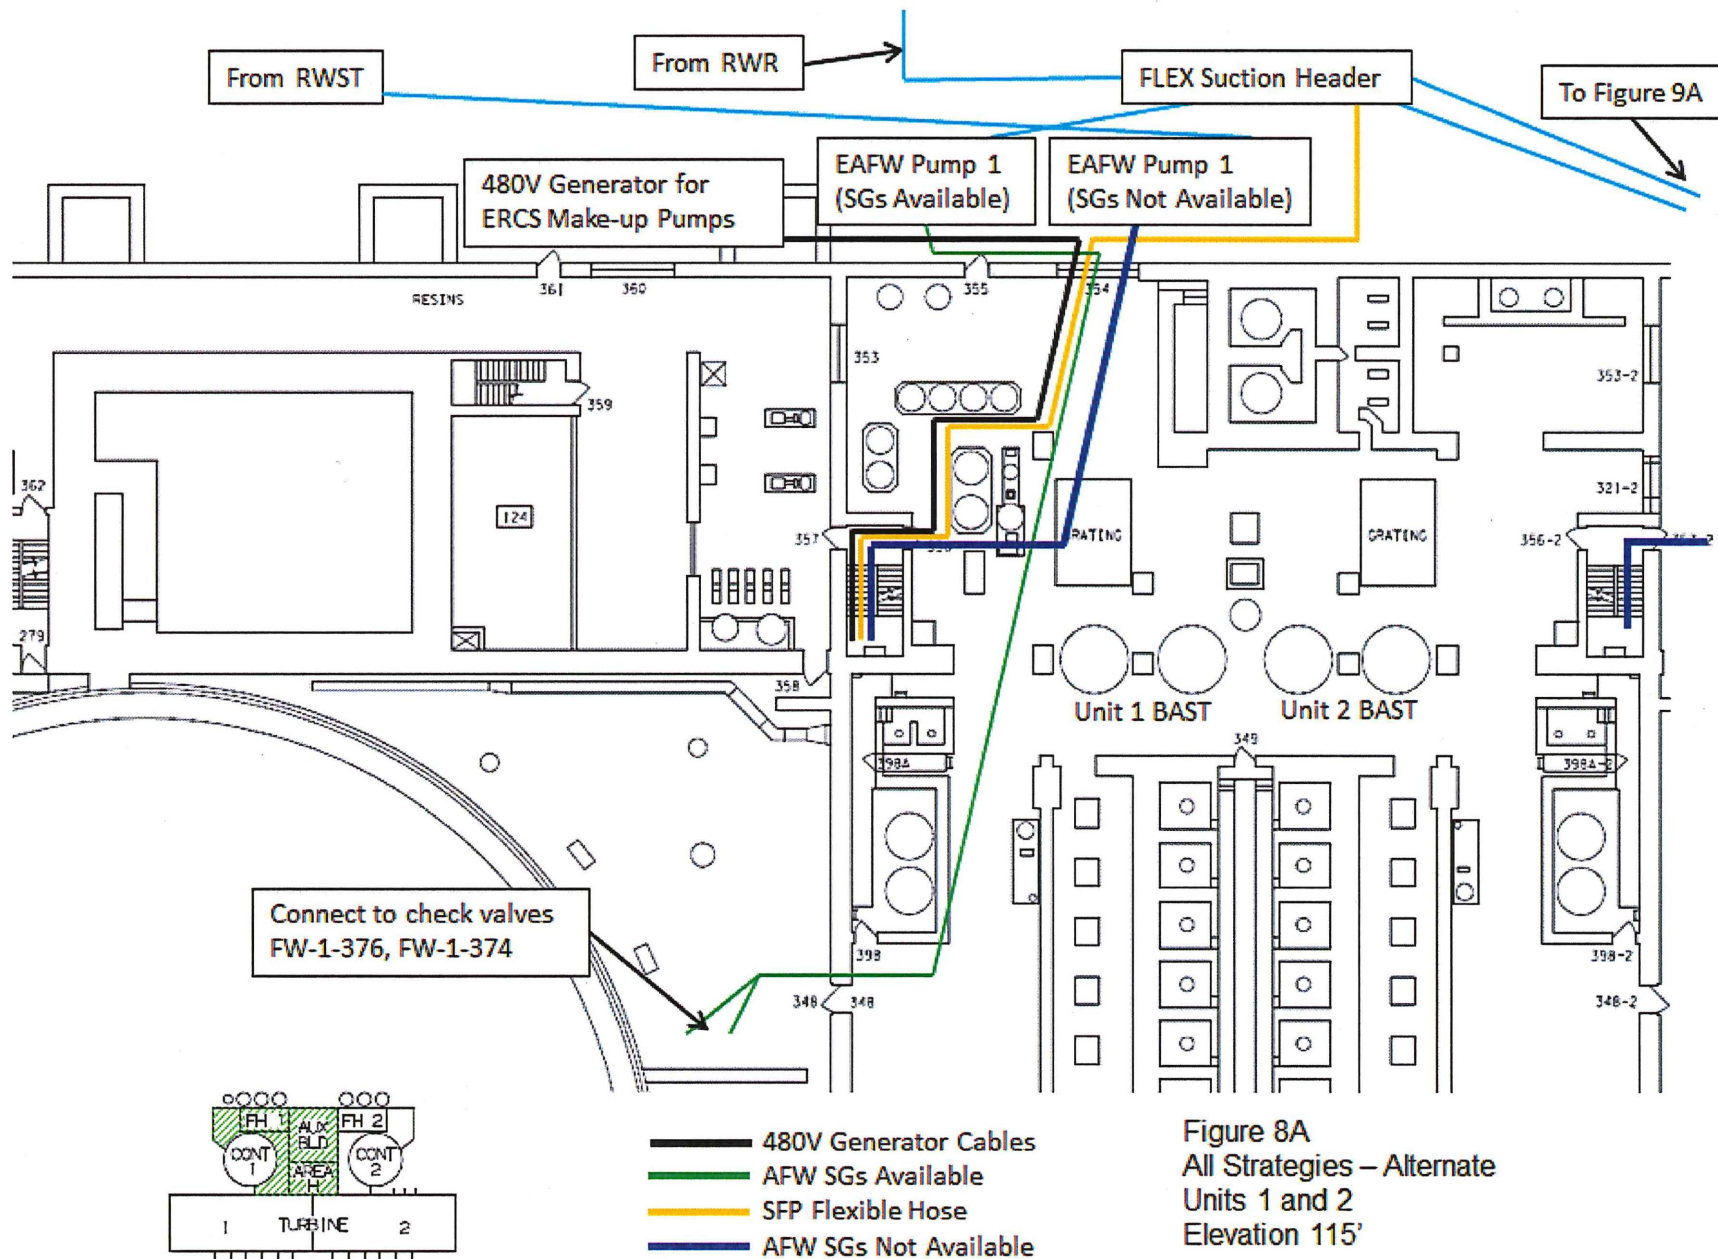 From RWST
From RWR
FLEX Suction Header
To Figure 9A
480V Generator for
ERCS Make-up Pumps
EAFW Pump 1
(SGs Available)
EAFW Pump 1
(SGs Not Available)
RESINS
361
360
355
354
353
353-2
359
362
124
357
321-2
GRATING
356-2
279
358
Unit 1 BAST
Unit 2 BAST
349
398A
398A-2
Connect to check valves
FW-1-376, FW-1-374
398
398-2
348
348
348-2
FH 1
AUX
BLD
FH 2
CONT
1
AREA
H
CONT
2
1
TURBINE
2
480V Generator Cables
AFW SGs Available
SFP Flexible Hose
AFW SGs Not Available
Figure 8A
All Strategies – Alternate
Units 1 and 2
Elevation 115’